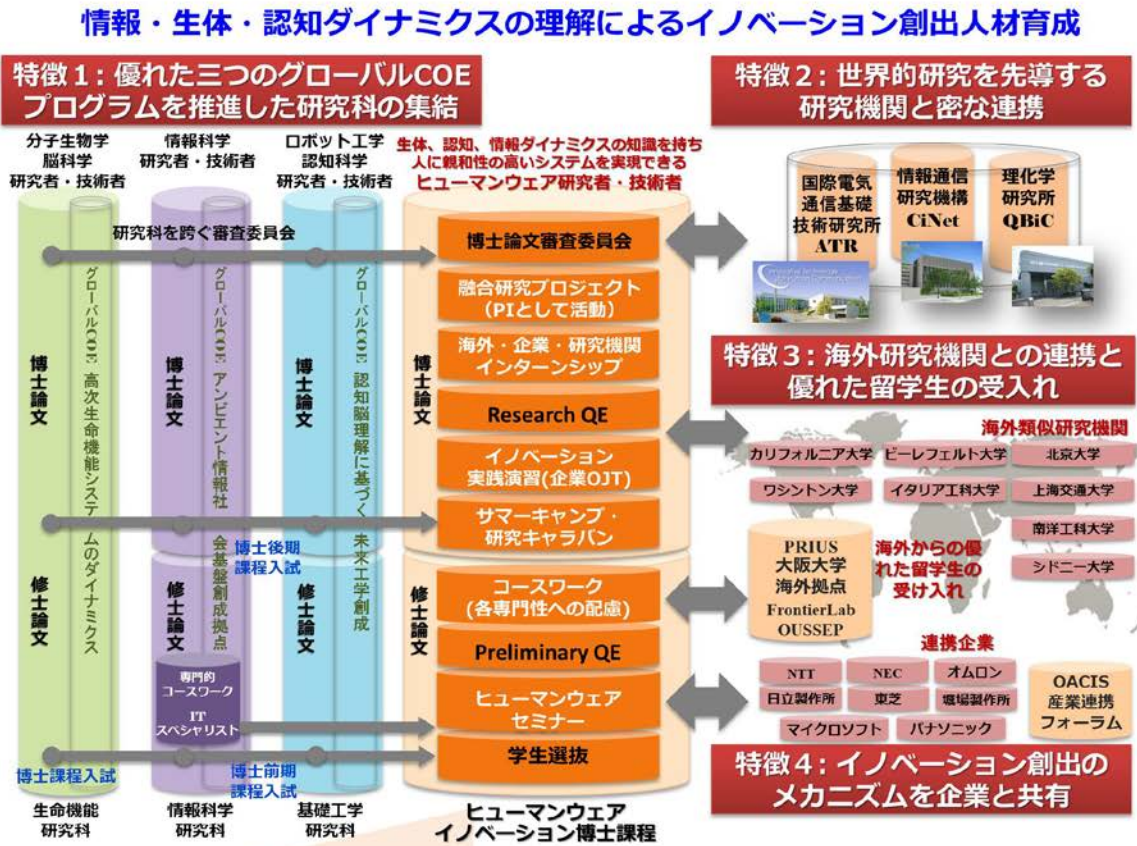 情報・生体・認知ダイナミクスの理解によるイノベーション創出人材育成
特徴1:優れた三つのグローバルCOE
プログラムを推進した研究科の集結
分子生物学
脳科学
研究者・技術者
情報科学
研究者・技術者
ロボット工学
認知科学
研究者・技術者
生体、認知、情報ダイナミクスの知識を持ち
人に親和性の高いシステムを実現できる
ヒューマンウェア研究者・技術者
研究科を跨ぐ審査委員会
博士論文
修士論文
グローバルCOE 高次生命機能システムのダイナミクス
博士論文
修士論文
グローバルCOE アンビエント情報社会基盤創成拠点
博士論文
修士論文
グローバルCOE 認知脳理解に基づく未来工学創成
博士後期
課程入試
専門的
コースワーク
IT
スペシャリスト
博士課程入試
博士前期
課程入試
生命機能
研究科
情報科学
研究科
基礎工学
研究科
博士論文
修士論文
博士論文審査委員会
融合研究プロジェクト
(PIとして活動)
海外・企業・研究機関
インターンシップ
Research QE
イノベーション
実践演習(企業OJT)
サマーキャンプ・
研究キャラバン
コースワーク
(各専門性への配慮)
Preliminary QE
ヒューマンウェア
セミナー
学生選抜
ヒューマンウェア
イノベーション博士課程
特徴2:世界的研究を先導する
研究機関と密な連携
国際電気
通信基礎
技術研究所
ATR
情報通信
研究機構
CiNet
理化学
研究所
QBiC
特徴3:海外研究機関との連携と
優れた留学生の受入れ
海外類似研究機関
カリフォルニア大学
ビーレフェルト大学
北京大学
ワシントン大学
イタリア工科大学
上海交通大学
南洋工科大学
シドニー大学
PRIUS
大阪大学
海外拠点
FrontierLab
OUSSEP
海外からの優
れた留学生の
受け入れ
連携企業
NTT
NEC
オムロン
日立製作所
東芝
堀場製作所
マイクロソフト
パナソニック
OACIS
産業連携
フォーラム
特徴4:イノベーション創出の
メカニズムを企業と共有